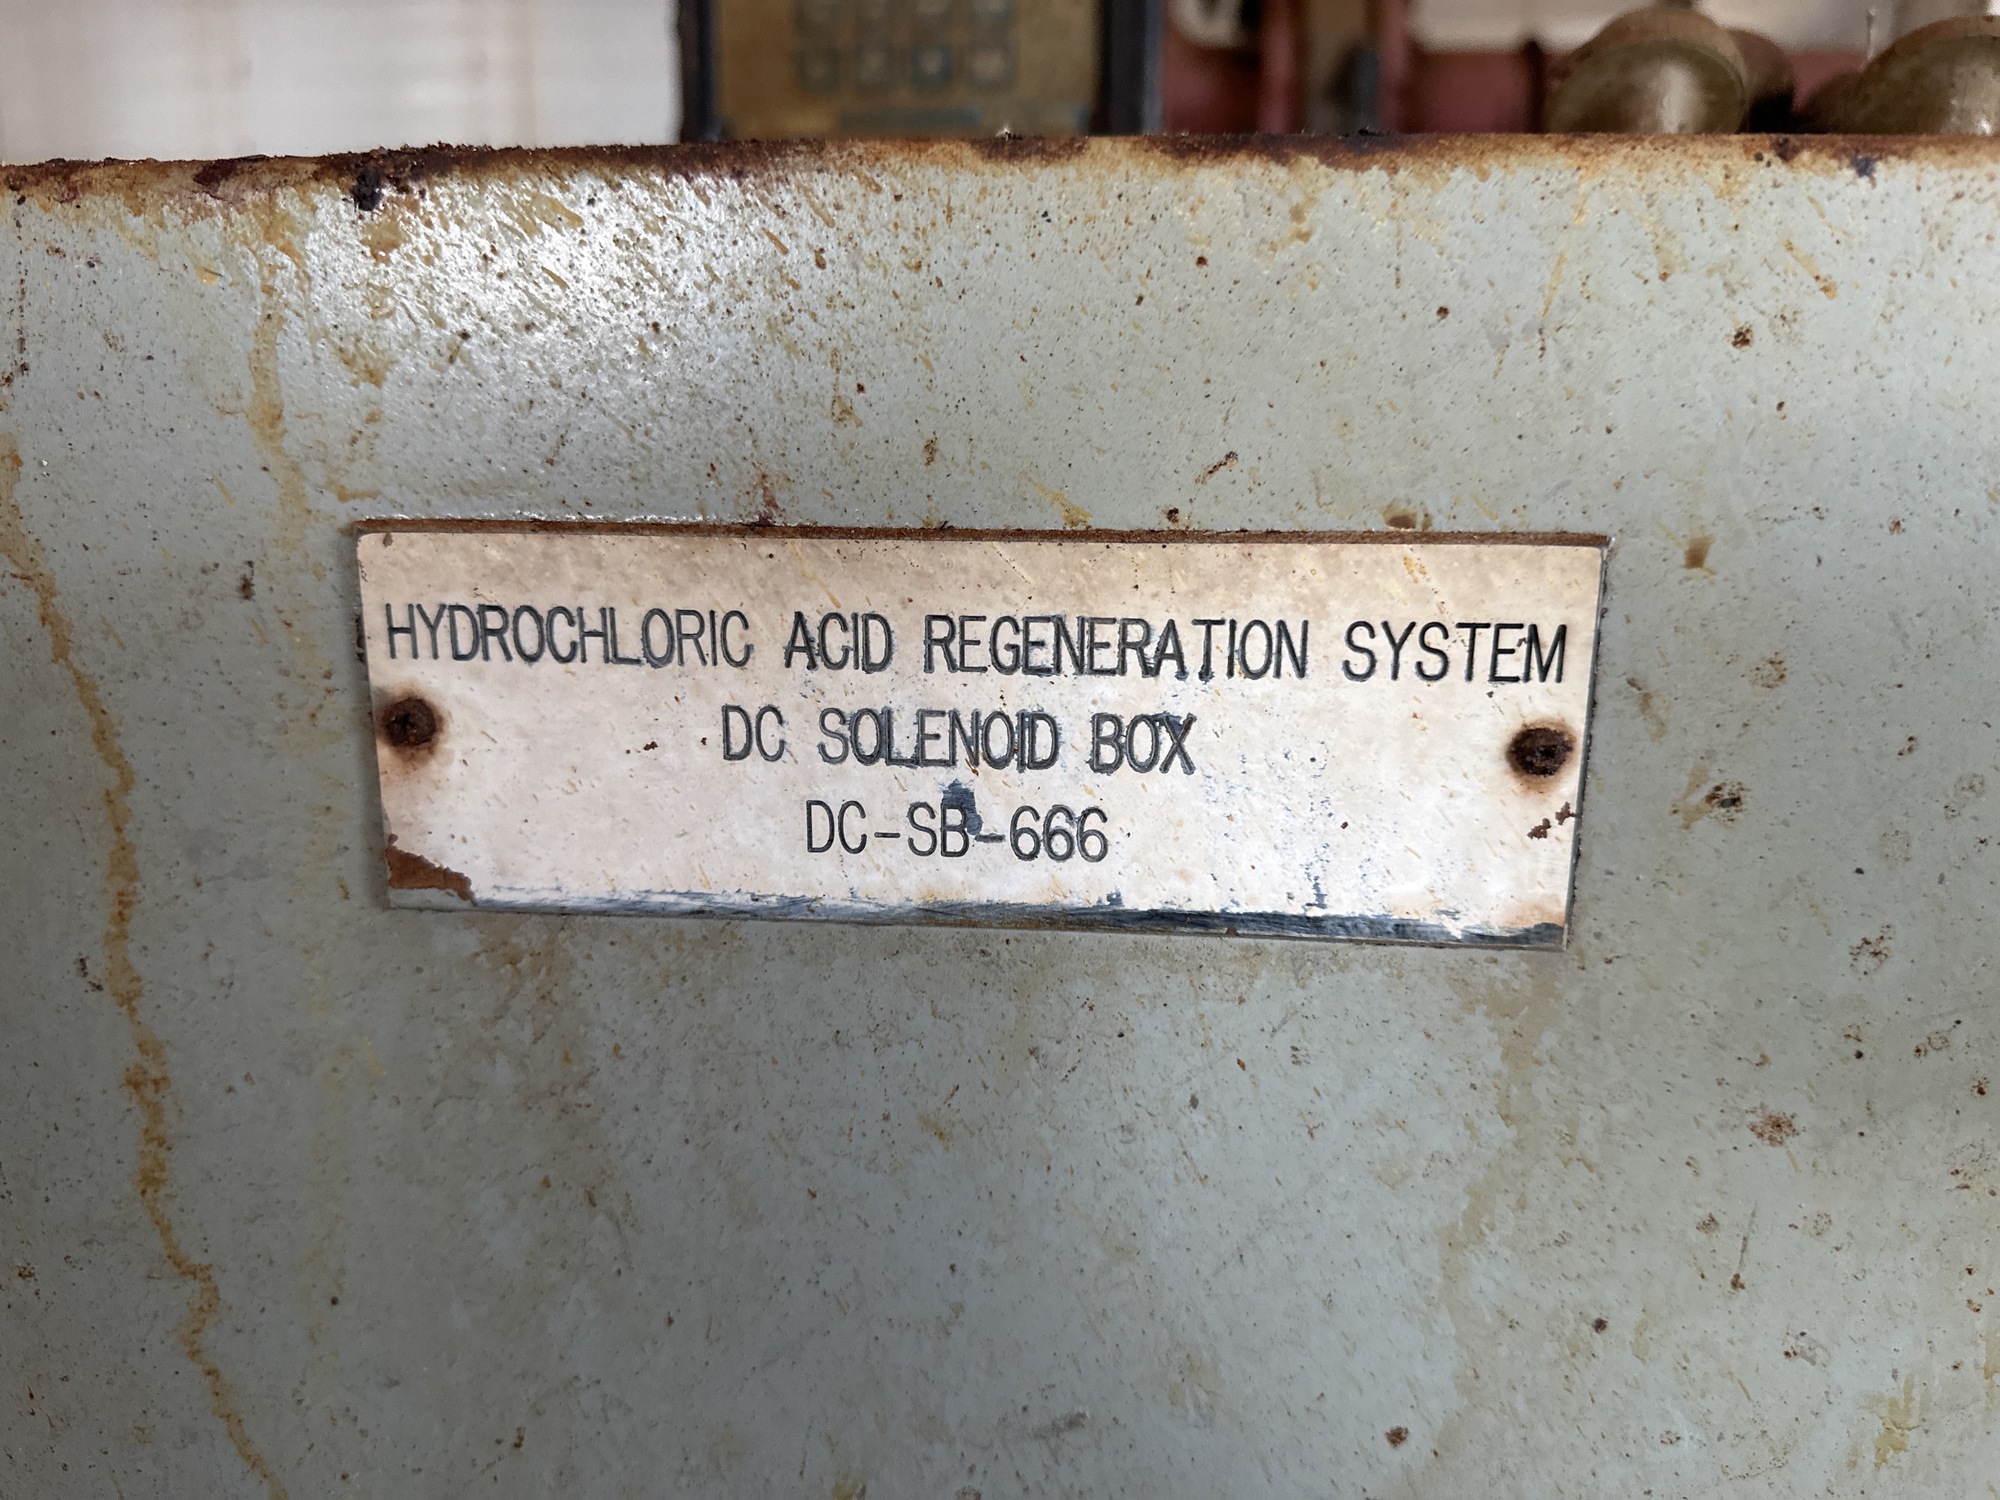 HYDROCHLORIC ACID REGENERATION SYSTEM
DC SOLENOID BOX
DC-SB-666